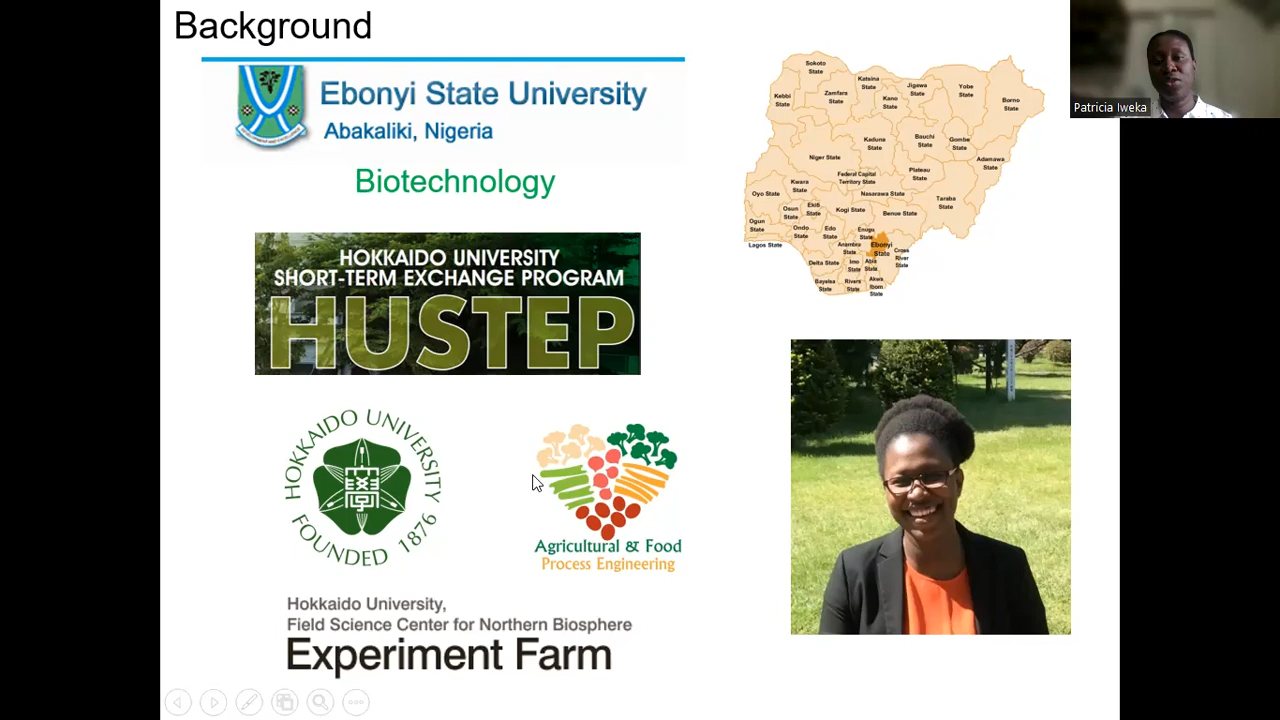 Background
Ebonyi State University
Abakaliki, Nigeria
Biotechnology
HOKKAIDO UNIVERSITY
SHORT-TERM EXCHANGE PROGRAM
HUSTEP
HOKKAIDO UNIVERSITY
FOUNDED 1876
Agricultural & Food
Process Engineering
Hokkaido University,
Field Science Center for Northern Biosphere
Experiment Farm
Sokoto
State
Kebbi
State
Zamfara
State
Katsina
State
Kano
State
Jigawa
State
Yobe
State
Borno
State
Kaduna
State
Bauchi
State
Gombe
State
Adamawa
State
Niger State
Federal Capital
Territory State
Plateau
State
Kwara
State
Nasarawa State
Taraba
State
Oyo State
Osun
State
Ekiti
State
Kogi State
Benue State
Ogun
State
Ondo
State
Edo
State
Enugu
State
Lagos State
Anambra
State
Ebonyi
State
Cross
River
State
Delta State
Imo
State
Abia
State
Bayelsa
State
Rivers
State
Akwa
Ibom
State
Patricia Iweka